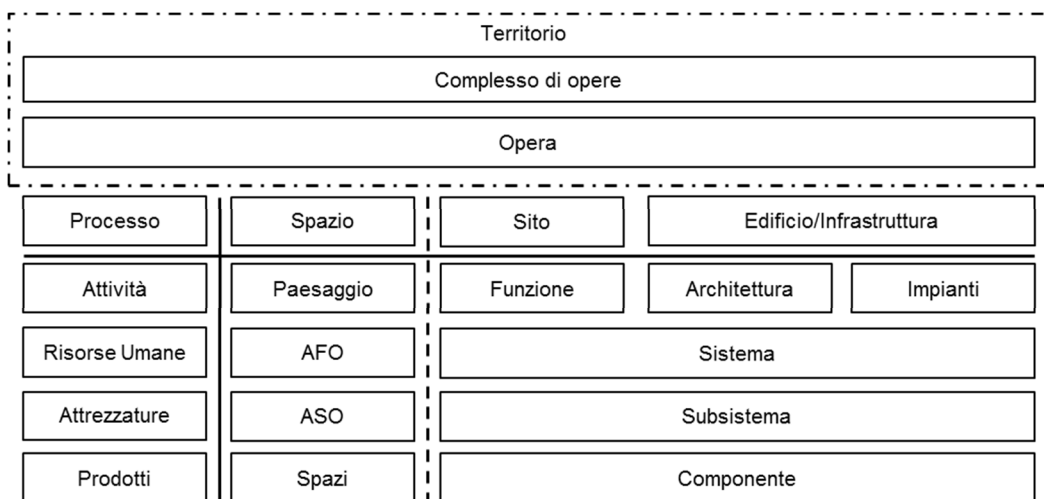 Territorio
Complesso di opere
Opera
Processo
Spazio
Sito
Edificio/Infrastruttura
Attività
Paesaggio
Funzione
Architettura
Impianti
Risorse Umane
AFO
Sistema
Attrezzature
ASO
Subsistema
Prodotti
Spazi
Componente